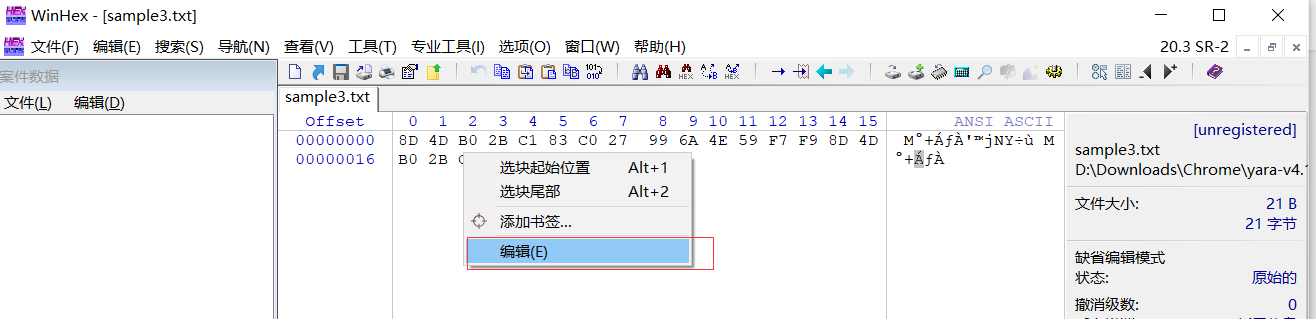 WinHex - [sample3.txt]
文件(F) 编辑(E) 搜索(S) 导航(N) 查看(V) 工具(T) 专业工具(I) 选项(O) 窗口(W) 帮助(H) 20.3 SR-2
案件数据
文件(L) 编辑(D)
sample3.txt
Offset 0 1 2 3 4 5 6 7 8 9 10 11 12 13 14 15 ANSI ASCII
00000000 8D 4D B0 2B C1 83 C0 27 99 6A 4E 59 F7 F9 8D 4D M°+ÁƒÀ'™jNY÷ù M
00000016 B0 2B °+ÁƒÀ
选块起始位置 Alt+1
选块尾部 Alt+2
添加书签...
编辑(E)
[unregistered]
sample3.txt
D:\Downloads\Chrome\yara-v4.1
文件大小: 21 B
21 字节
缺省编辑模式
状态: 原始的
撤消级数: 0